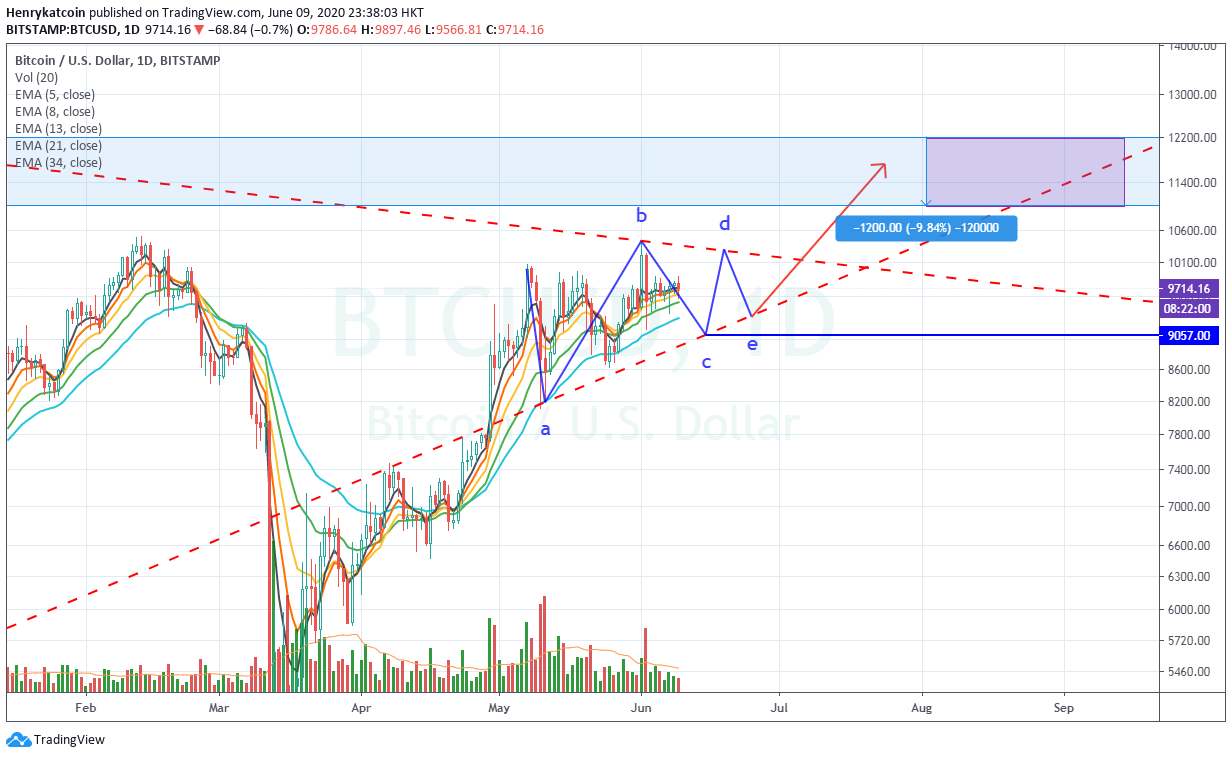 Henrykatcoin published on TradingView.com, June 09, 2020 23:38:03 HKT
BITSTAMP:BTCUSD, 1D 9714.16 ▼ −68.84 (−0.7%) O:9786.64 H:9897.46 L:9566.81 C:9714.16
Bitcoin / U.S. Dollar, 1D, BITSTAMP
Vol (20)
EMA (5, close)
EMA (8, close)
EMA (13, close)
EMA (21, close)
EMA (34, close)
BTCUSD, 1D
Bitcoin / U.S. Dollar
a
b
c
d
e
−1200.00 (−9.84%) −120000
14000.00
13000.00
12200.00
11400.00
10600.00
10100.00
9714.16
08:22:00
9057.00
8600.00
8200.00
7800.00
7400.00
7000.00
6600.00
6300.00
6000.00
5720.00
5460.00
Feb Mar Apr May Jun Jul Aug Sep
TradingView